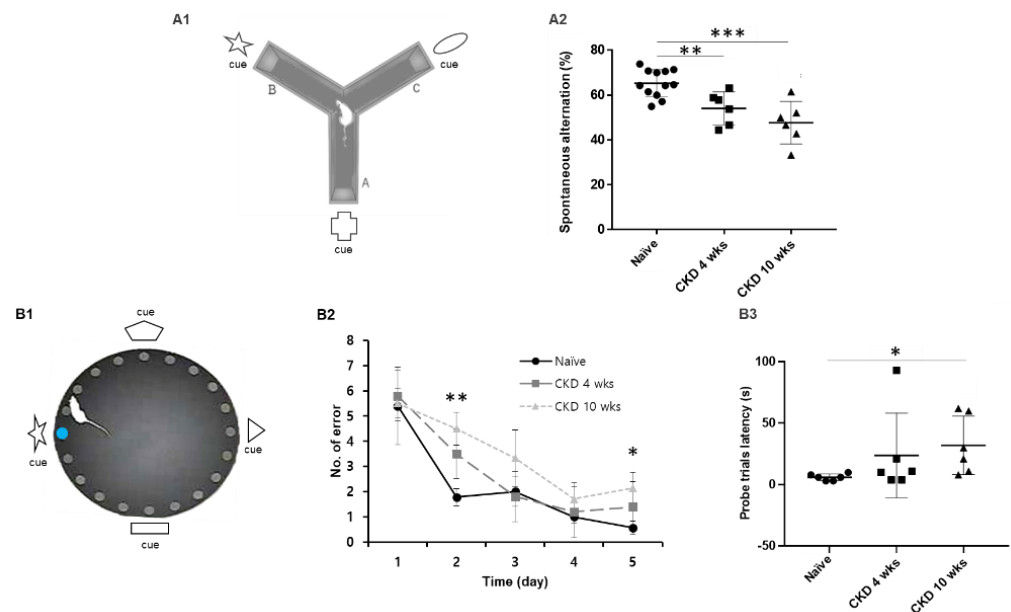 A1
cue
cue
B
C
A
cue
A2
***
**
Spontaneous alternation (%)
80
60
40
20
0
Naïve
CKD 4 wks
CKD 10 wks
B1
cue
cue
cue
cue
B2
No. of error
8
7
6
5
4
3
2
1
0
**
*
Naïve
CKD 4 wks
CKD 10 wks
1 2 3 4 5
Time (day)
B3
*
Probe trials latency (s)
100
50
0
-50
Naïve
CKD 4 wks
CKD 10 wks